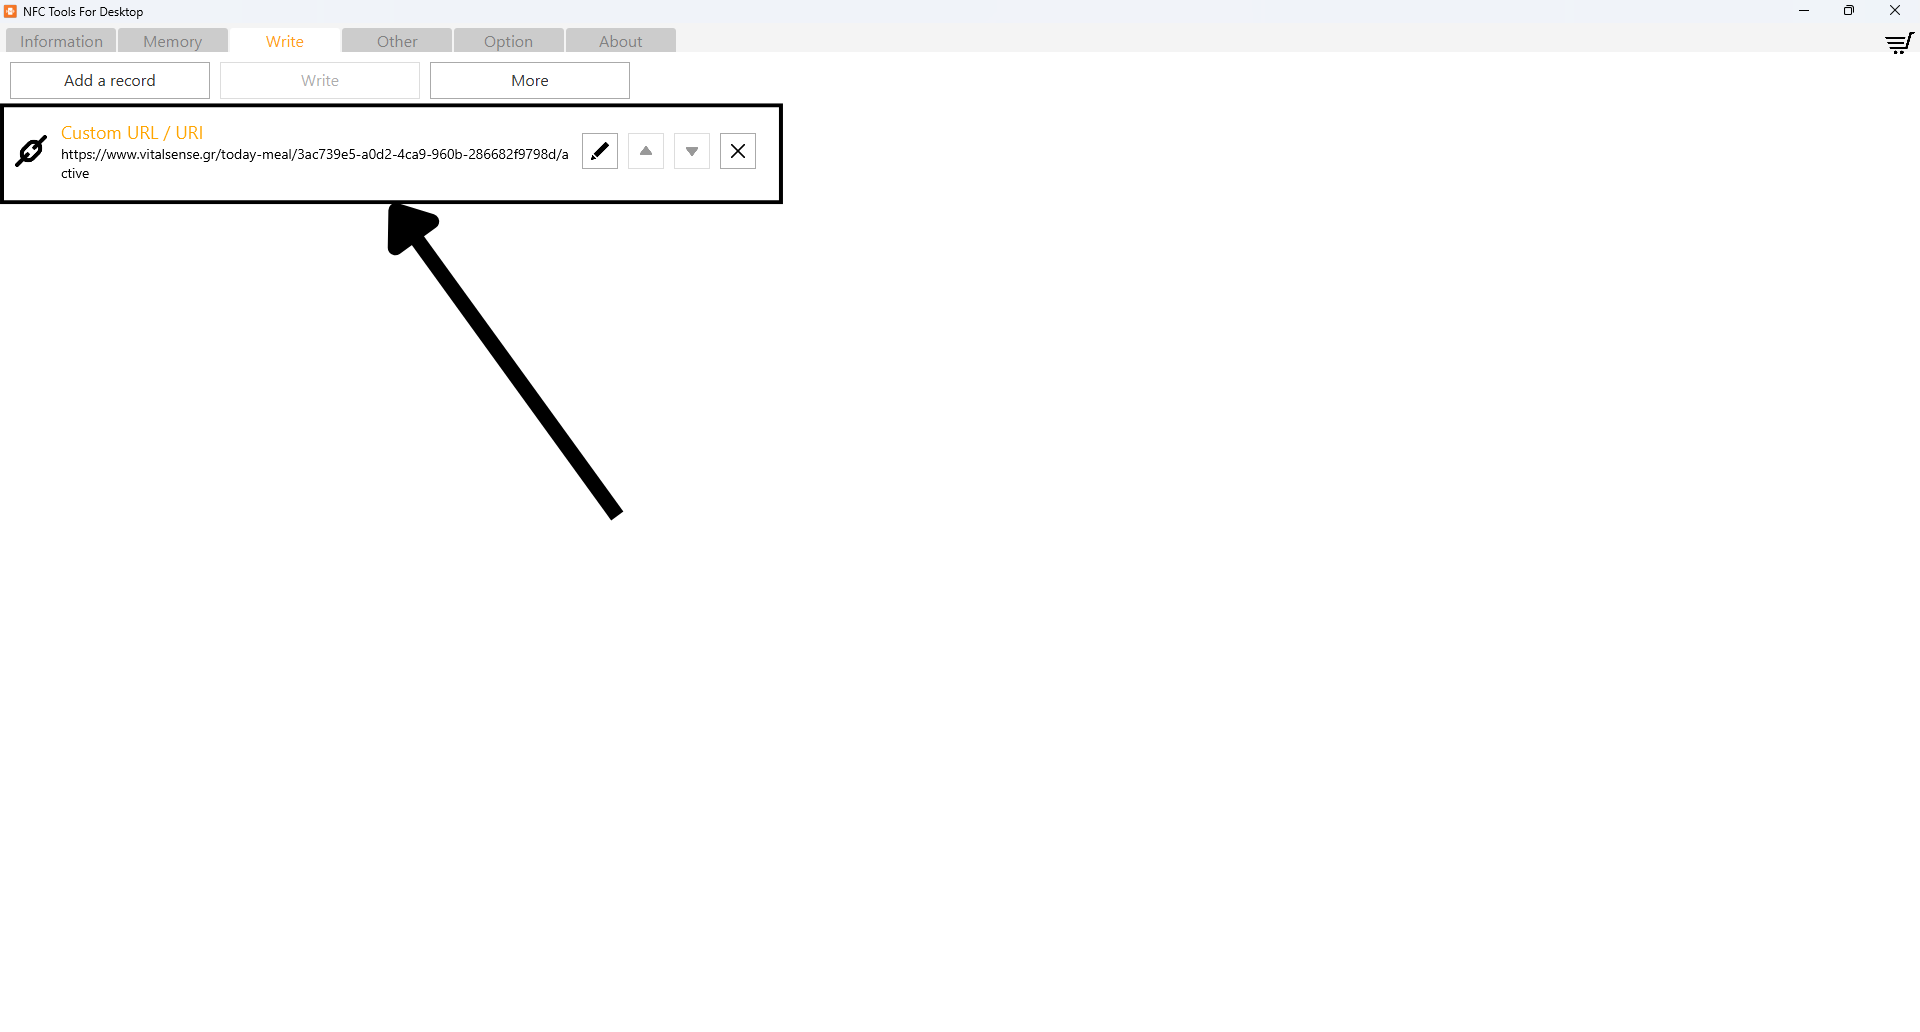 NFC Tools For Desktop
Information
Memory
Write
Other
Option
About
Add a record
Write
More
Custom URL / URI
https://www.vitalsense.gr/today-meal/3ac739e5-a0d2-4ca9-960b-286682f9798d/a
ctive